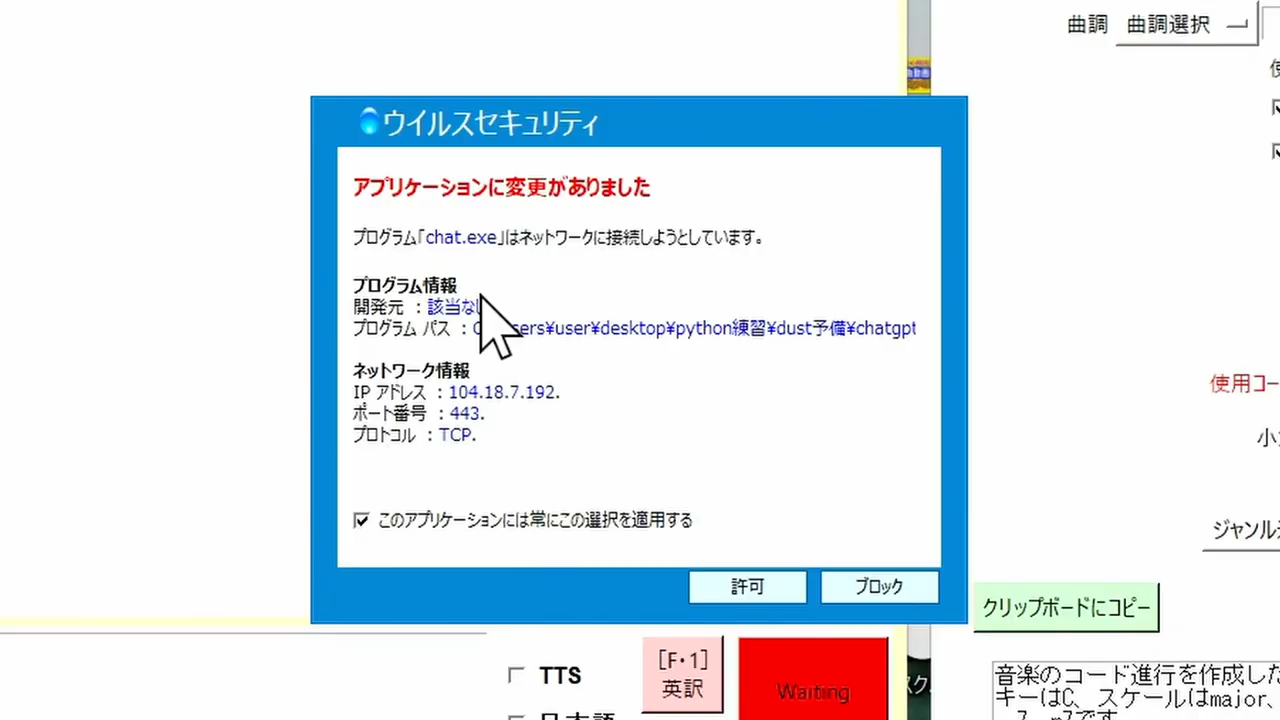 曲調 曲調選択
ウイルスセキュリティ
アプリケーションに変更がありました
プログラム「chat.exe」はネットワークに接続しようとしています。
プログラム情報
開発元 : 該当な
プログラム パス : ers¥user¥desktop¥python練習¥dust予備¥chatgpt
ネットワーク情報
IP アドレス : 104.18.7.192.
ポート番号 : 443.
プロトコル : TCP.
使用コー
このアプリケーションには常にこの選択を適用する
ジャンル
許可 ブロック
クリップボードにコピー
TTS
[F・1]
英訳
Waiting
スク
音楽のコード進行を作成した
キーはC、スケールはmajor、
日本語